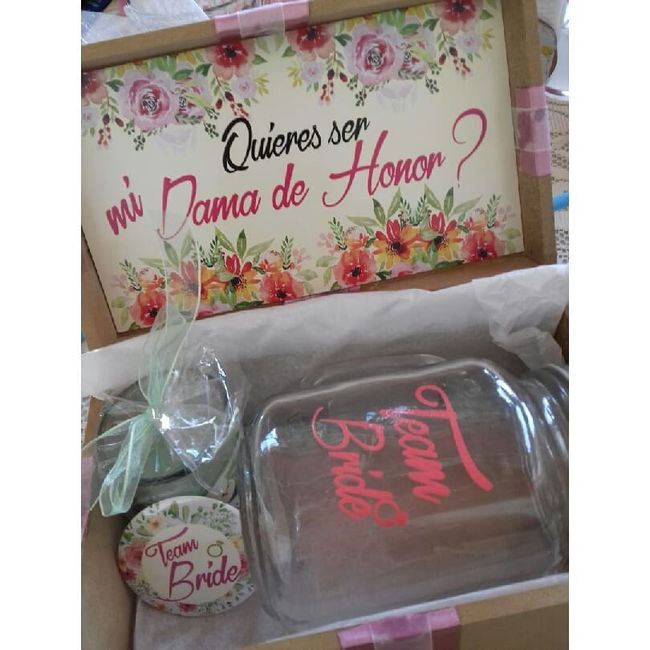 Quieres ser
mi Dama de Honor?
Team
Bride
Team
Bride